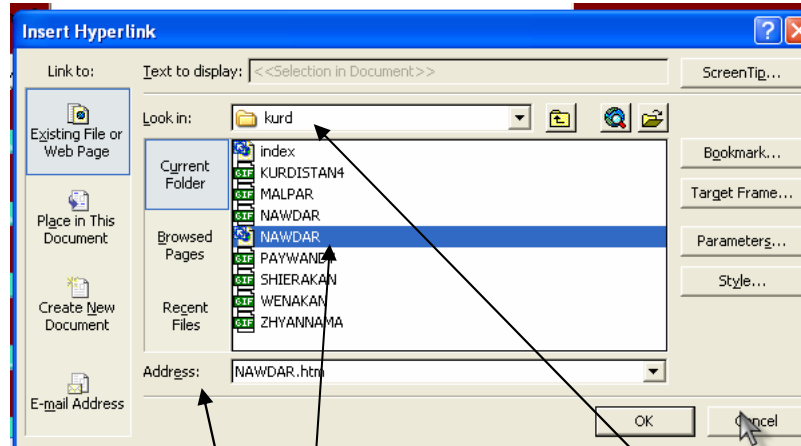 Insert Hyperlink
Link to:
Text to display: <<Selection in Document>>
ScreenTip...
Existing File or
Web Page
Look in: kurd
Current
Folder
index
KURDISTAN4
MALPAR
NAWDAR
NAWDAR
SHIERAKAN
WENAKAN
ZHYANNAMA
Bookmark...
Target Frame...
Parameters...
Style...
Place in This
Document
Browsed
Pages
Create New
Document
Recent
Files
Address: NAWDAR.htm
E-mail Address
OK
Cancel